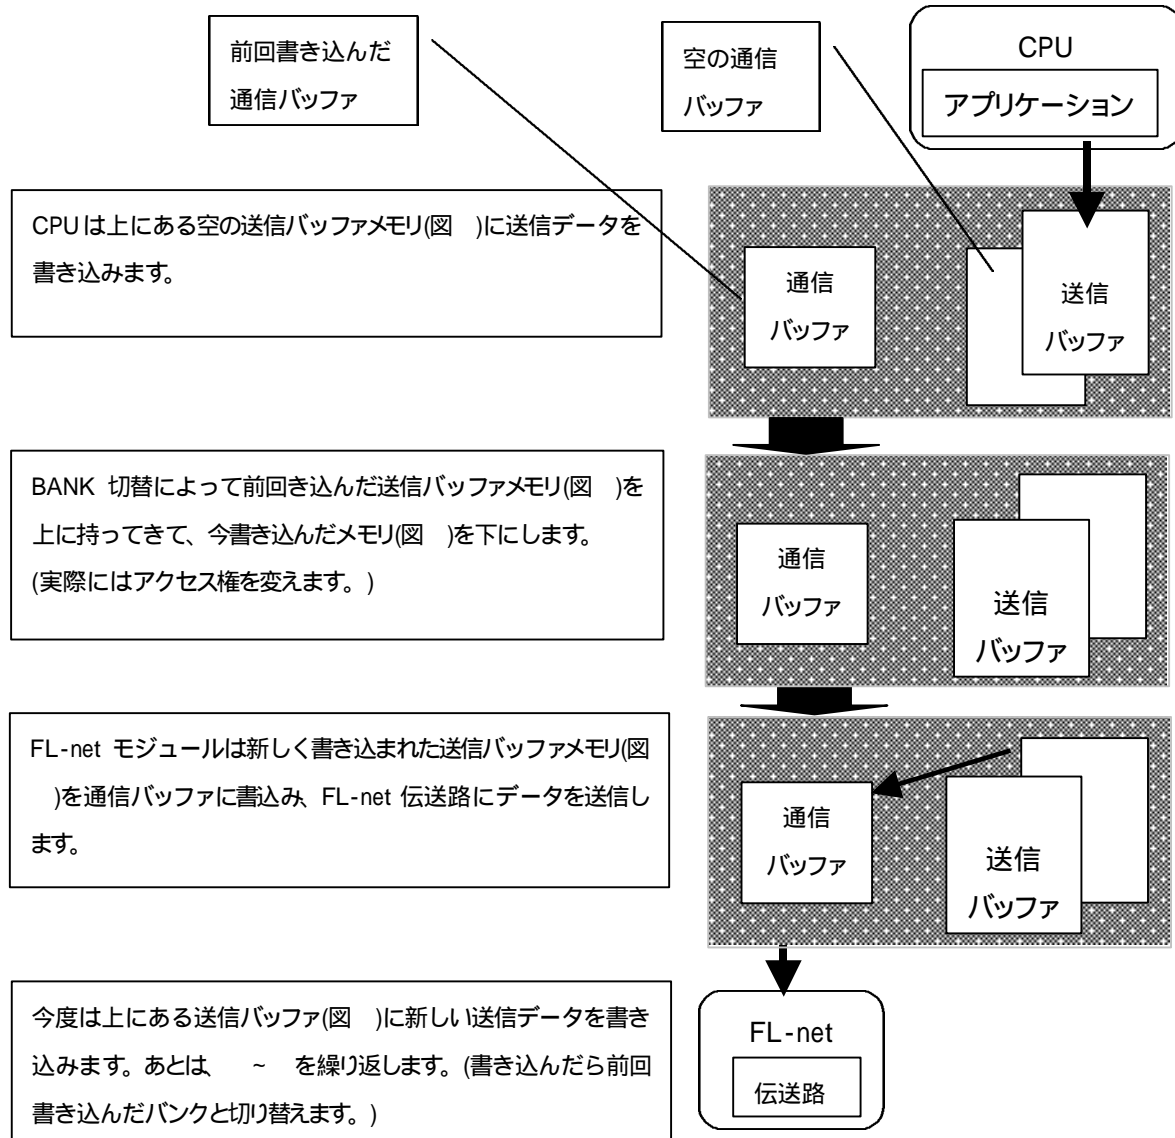 前回書き込んだ
通信バッファ
空の通信
バッファ
CPU
アプリケーション
CPUは上にある空の送信バッファメモリ(図　)に送信データを
書き込みます。
通信
バッファ
送信
バッファ
BANK 切替によって前回き込んだ送信バッファメモリ(図　)を
上に持ってきて、今書き込んだメモリ(図　)を下にします。
(実際にはアクセス権を変えます。)
通信
バッファ
送信
バッファ
FL-net モジュールは新しく書き込まれた送信バッファメモリ(図
　)を通信バッファに書込み、FL-net 伝送路にデータを送信し
ます。
通信
バッファ
送信
バッファ
今度は上にある送信バッファ(図　)に新しい送信データを書き
込みます。あとは、　~　を繰り返します。(書き込んだら前回
書き込んだバンクと切り替えます。)
FL-net
伝送路